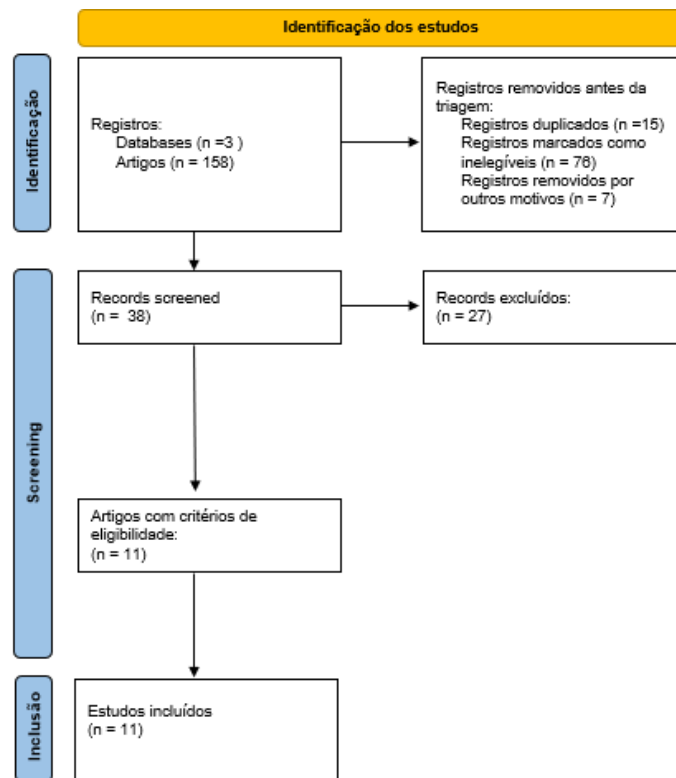 Identificação dos estudos
Identificação
Registros:
Databases (n =3 )
Artigos (n = 158)
Registros removidos antes da
triagem:
Registros duplicados (n =15)
Registros marcados como
inelegíveis (n = 76)
Registros removidos por
outros motivos (n = 7)
Screening
Records screened
(n =  38)
Records excluídos:
(n = 27)
Artigos com critérios de
eligibilidade:
(n = 11)
Inclusão
Estudos incluídos
(n = 11)